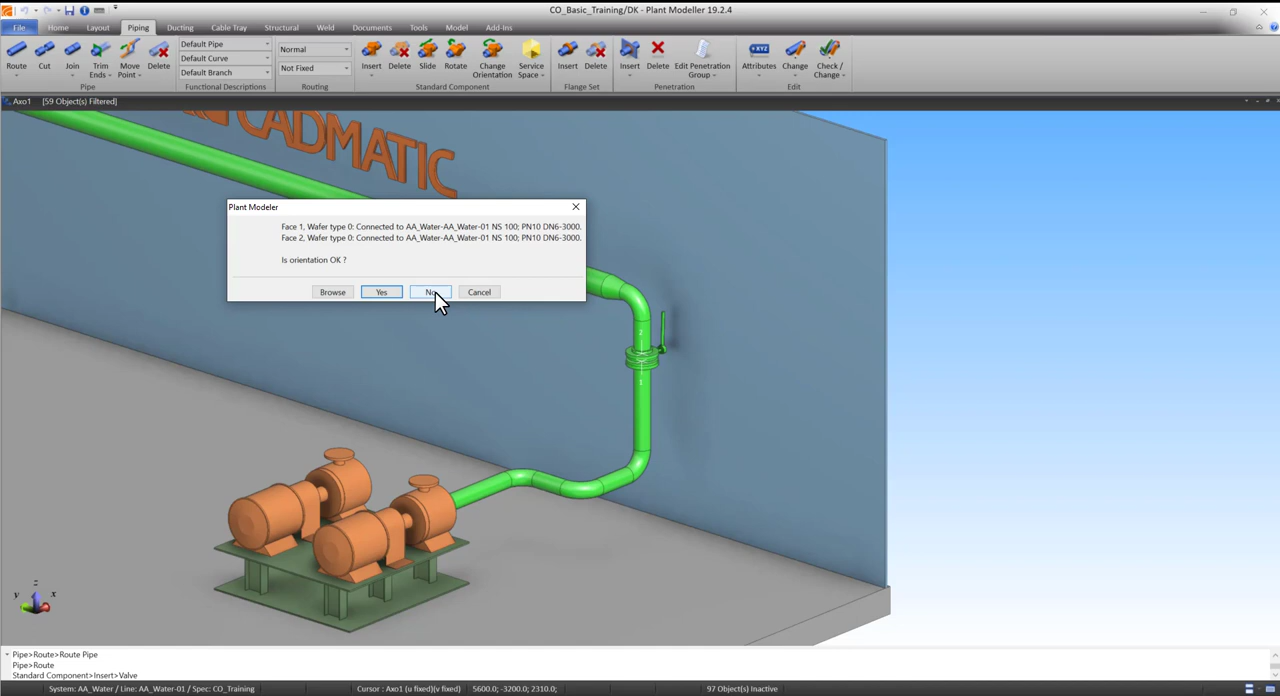 CO_Basic_Training/DK - Plant Modeller 19.2.4
File Home Layout Piping Ducting Cable Tray Structural Weld Documents Tools Model Add-Ins
Route Cut Join Trim Ends Move Point Delete
Default Pipe
Default Curve
Default Branch
Normal
Not Fixed
Insert Delete Slide Rotate Change Orientation Service Space
Insert Delete
Insert Delete Edit Penetration Group
Attributes Change Check / Change
Pipe Functional Descriptions Routing Standard Component Flange Set Penetration Edit
Axo1 [59 Object(s) Filtered]
CADMATIC
Plant Modeler
Face 1, Wafer type 0: Connected to AA_Water-AA_Water-01 NS 100; PN10 DN6-3000.
Face 2, Wafer type 0: Connected to AA_Water-AA_Water-01 NS 100; PN10 DN6-3000.
Is orientation OK ?
Browse Yes No Cancel
2
1
z
y x
Pipe>Route>Route Pipe
Pipe>Route
Standard Component>Insert>Valve
System: AA_Water / Line: AA_Water-01 / Spec: CO_Training Cursor : Axo1 (u fixed)(v fixed) 5600.0; -3200.0; 2310.0; 97 Object(s) Inactive